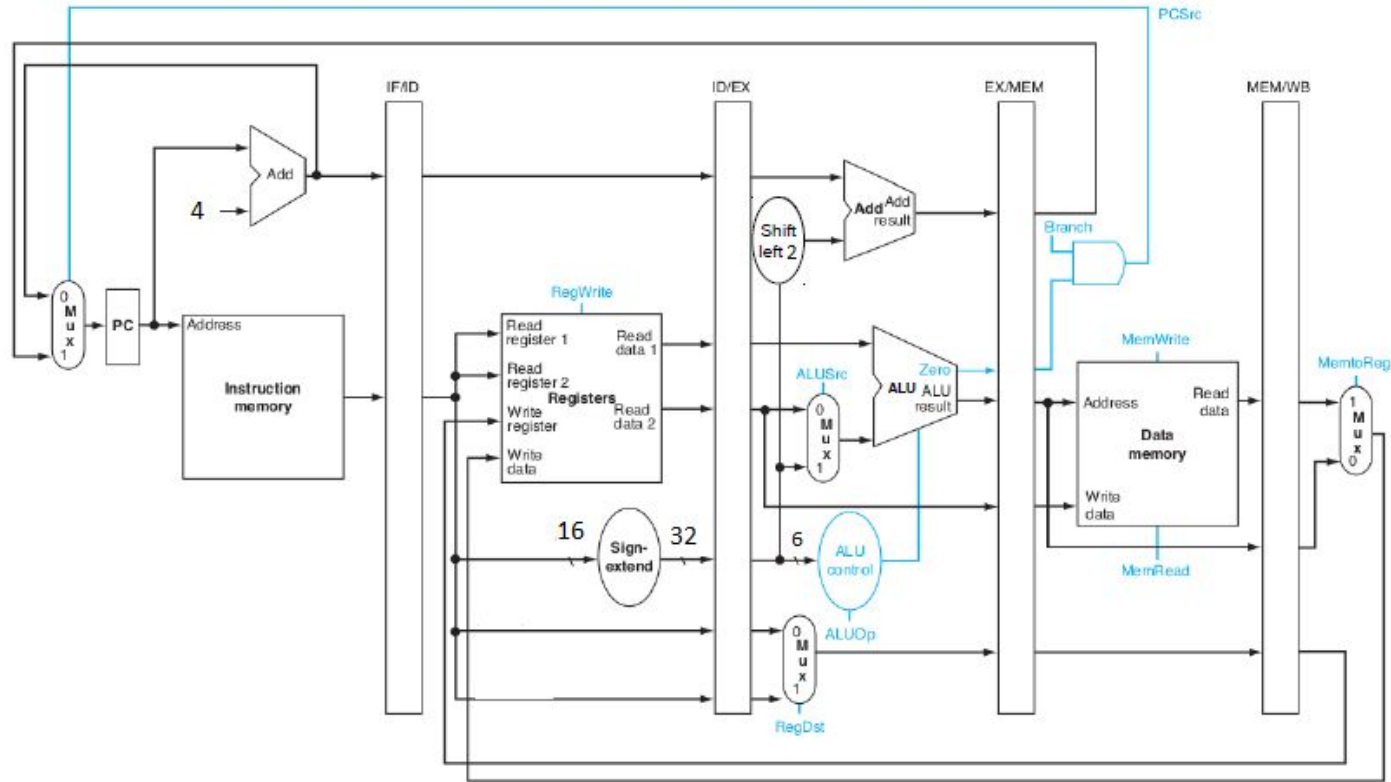 PCSrc
IF/ID
ID/EX
EX/MEM
MEM/WB
Add
4
Shift
left 2
Add
Add
result
Branch
0
M
u
x
1
PC
Address
Instruction
memory
RegWrite
Read
register 1
Read
register 2
Write
register
Write
data
Registers
Read
data 1
Read
data 2
ALUSrc
0
M
u
x
1
Zero
ALU
ALU
result
MemWrite
Address
Read
data
Data
memory
Write
data
MemRead
MemtoReg
1
M
u
x
0
16
Sign-
extend
32
6
ALU
control
ALUOp
0
M
u
x
1
RegDst